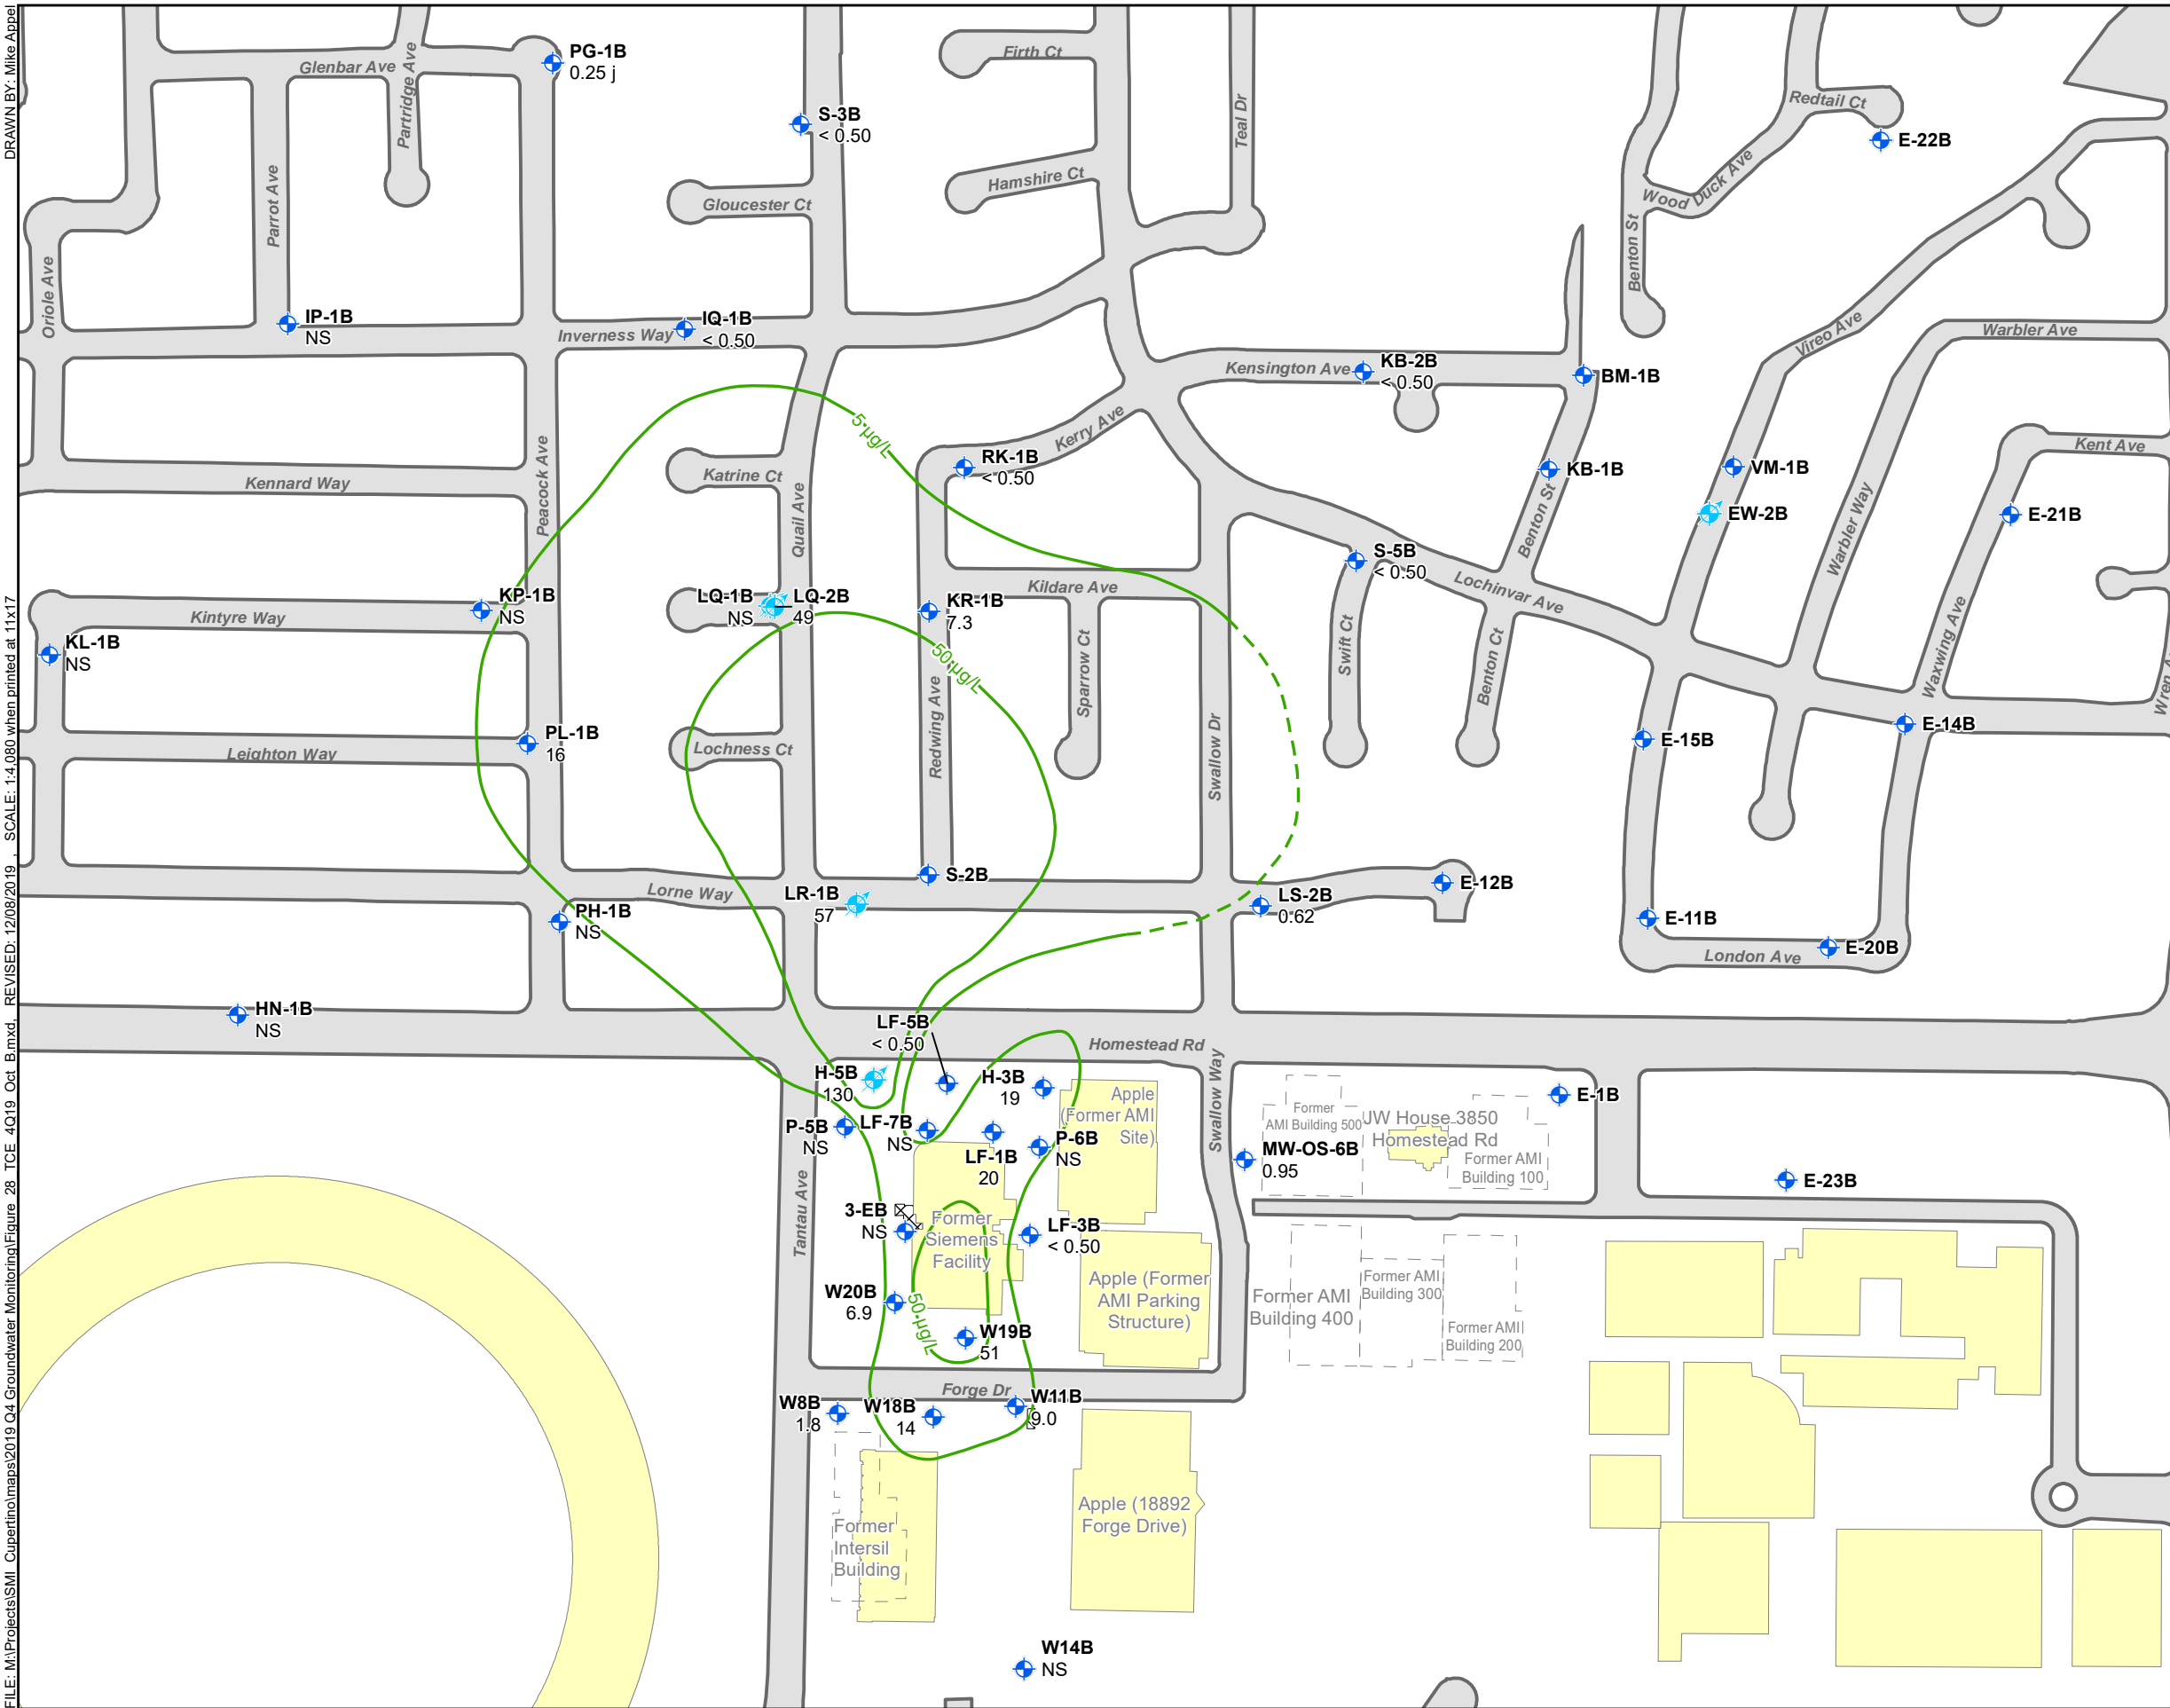 DRAWN BY: Mike Appel
FILE: M:\Projects\SMI Cupertino\maps\2019 Q4 Groundwater Monitoring\Figure 28 TCE 4Q19 Oct B.mxd, REVISED: 12/08/2019 , SCALE: 1:4,080 when printed at 11x17
PG-1B
0.25 j
Glenbar Ave
Partridge Ave
Firth Ct
Teal Dr
Redtail Ct
S-3B
< 0.50
E-22B
Parrot Ave
Gloucester Ct
Hamshire Ct
Wood Duck Ave
Benton St
Oriole Ave
IP-1B
NS
Inverness Way
IQ-1B
< 0.50
Kensington Ave
KB-2B
< 0.50
BM-1B
Vireo Ave
Warbler Ave
5 µg/L
Kerry Ave
Kent Ave
Peacock Ave
Kennard Way
Katrine Ct
Quail Ave
RK-1B
< 0.50
KB-1B
Benton St
VM-1B
EW-2B
Warbler Way
E-21B
S-5B
< 0.50
Lochinvar Ave
KP-1B
NS
Kintyre Way
KL-1B
NS
LQ-1B
NS
LQ-2B
49
KR-1B
7.3
Kildare Ave
Sparrow Ct
Swift Ct
Benton Ct
Waxwing Ave
50 µg/L
Redwing Ave
Swallow Dr
PL-1B
16
Leighton Way
Lochness Ct
E-15B
E-14B
Lorne Way
LR-1B
57
S-2B
LS-2B
0.62
E-12B
E-11B
E-20B
London Ave
PH-1B
NS
HN-1B
NS
LF-5B
< 0.50
Homestead Rd
Swallow Way
H-5B
130
H-3B
19
Apple
(Former AMI
Site)
P-5B
NS
LF-7B
NS
LF-1B
20
P-6B
NS
Former
AMI Building 500
JW House 3850
Homestead Rd
Former AMI
Building 100
E-1B
MW-OS-6B
0.95
E-23B
Tantau Ave
3-EB
NS
Former
Siemens
Facility
LF-3B
< 0.50
W20B
6.9
50 µg/L
W19B
51
Apple (Former
AMI Parking
Structure)
Former AMI
Building 400
Former AMI
Building 300
Former AMI
Building 200
Forge Dr
W8B
1.8
W18B
14
W11B
9.0
Former
Intersil
Building
Apple (18892
Forge Drive)
W14B
NS